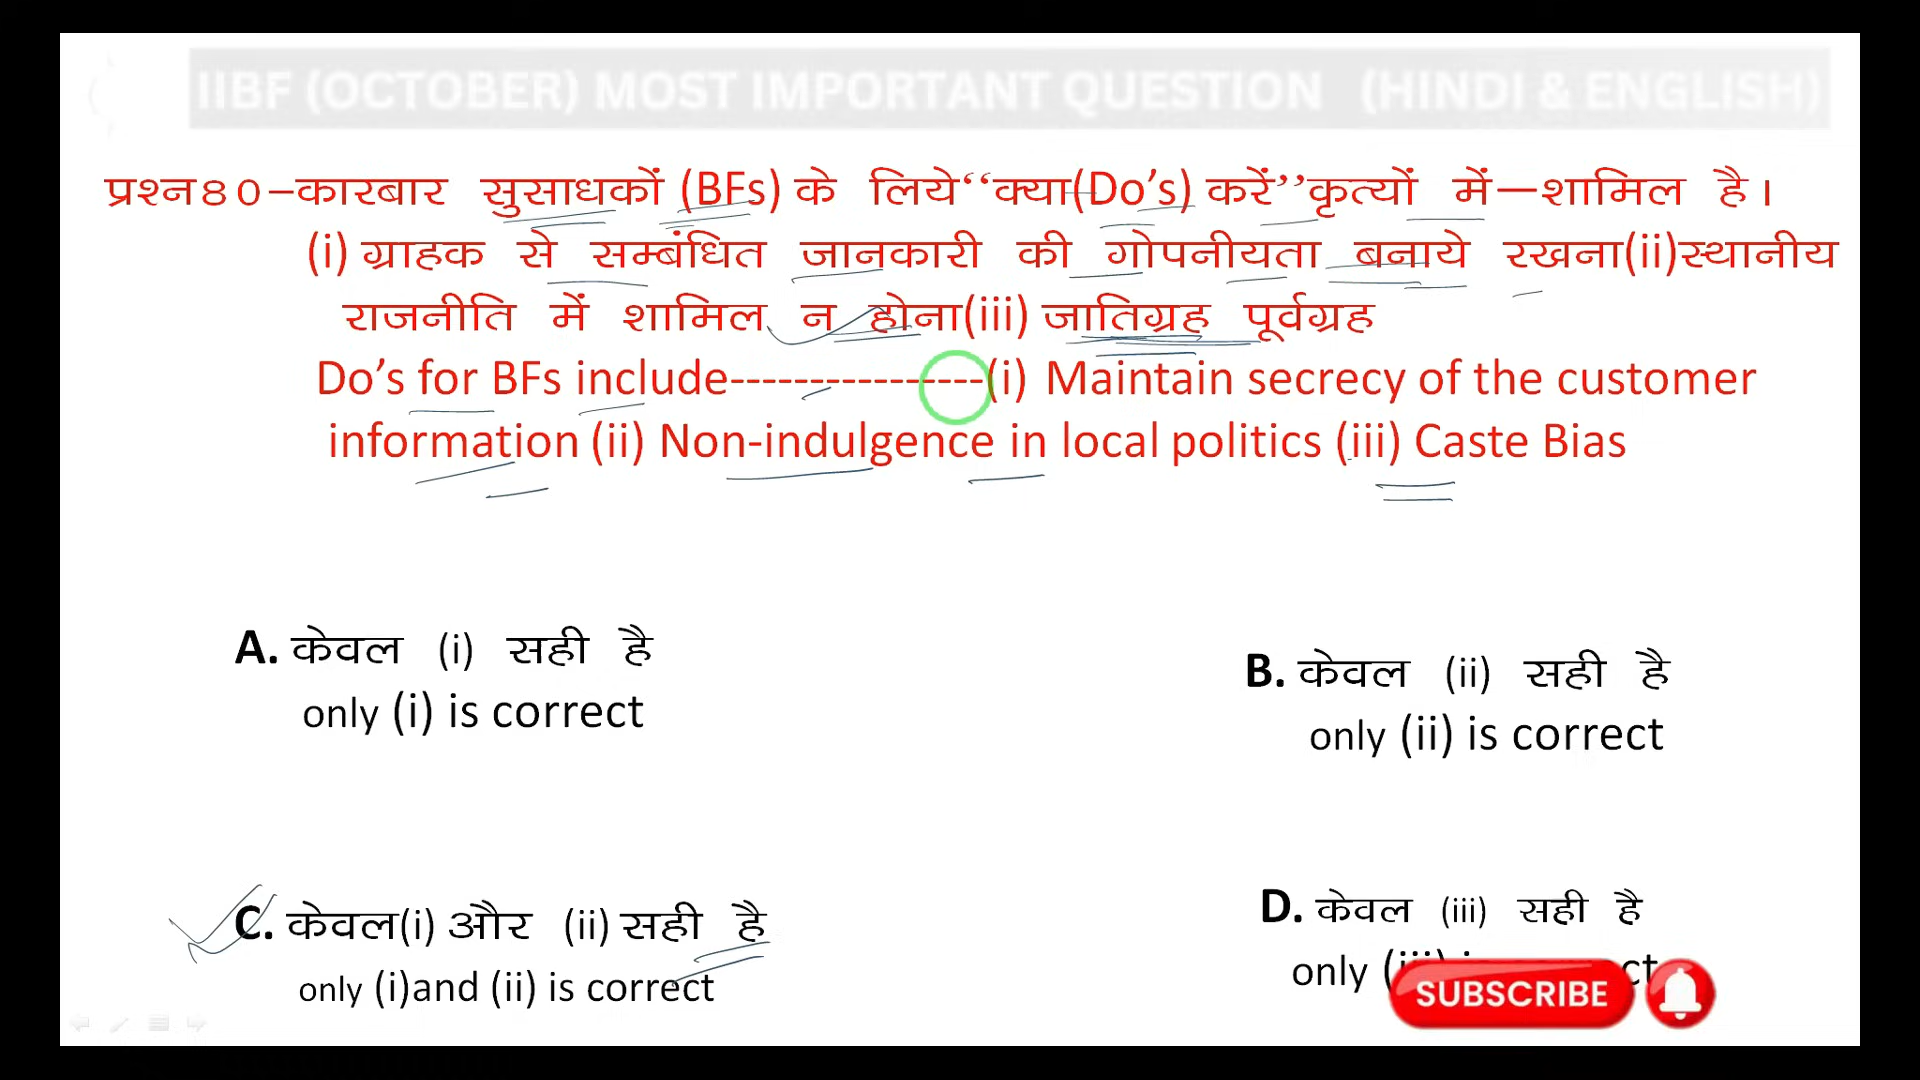 IIBF (OCTOBER) MOST IMPORTANT QUESTION (HINDI & ENGLISH)
प्रश्न८०–कारबार सुसाधकों (BFs) के लिये“क्या(Do’s) करें”कृत्यों में—शामिल है।
(i) ग्राहक से सम्बंधित जानकारी की गोपनीयता बनाये रखना(ii)स्थानीय
राजनीति में शामिल न होना(iii) जातिग्रह पूर्वग्रह
Do’s for BFs include----------------(i) Maintain secrecy of the customer
information (ii) Non-indulgence in local politics (iii) Caste Bias
A. केवल (i) सही है
only (i) is correct
B. केवल (ii) सही है
only (ii) is correct
C. केवल(i) और (ii) सही है
only (i)and (ii) is correct
D. केवल (iii) सही है
only
SUBSCRIBE